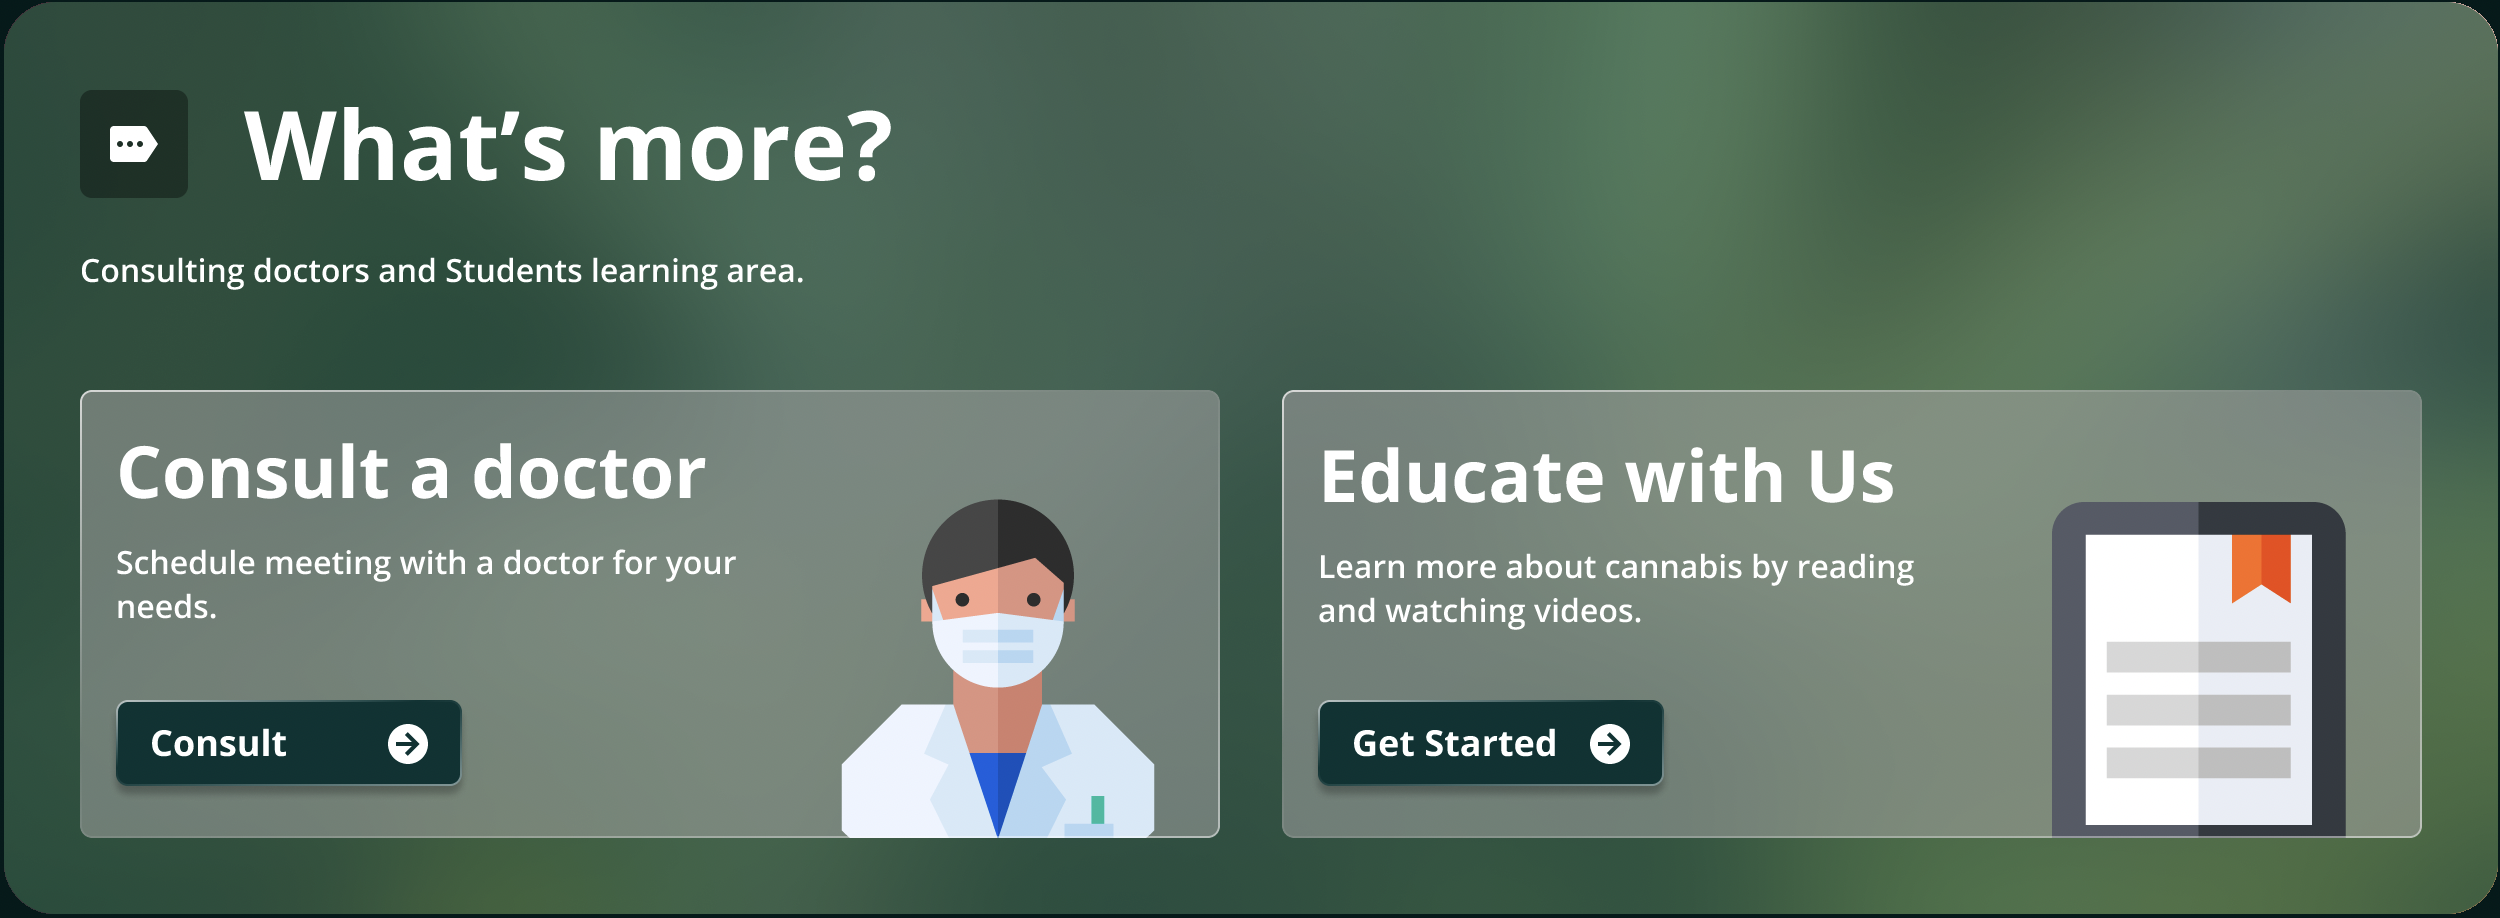 What’s more?
Consulting doctors and Students learning area.
Consult a doctor
Schedule meeting with a doctor for your
needs.
Consult
Educate with Us
Learn more about cannabis by reading
and watching videos.
Get Started